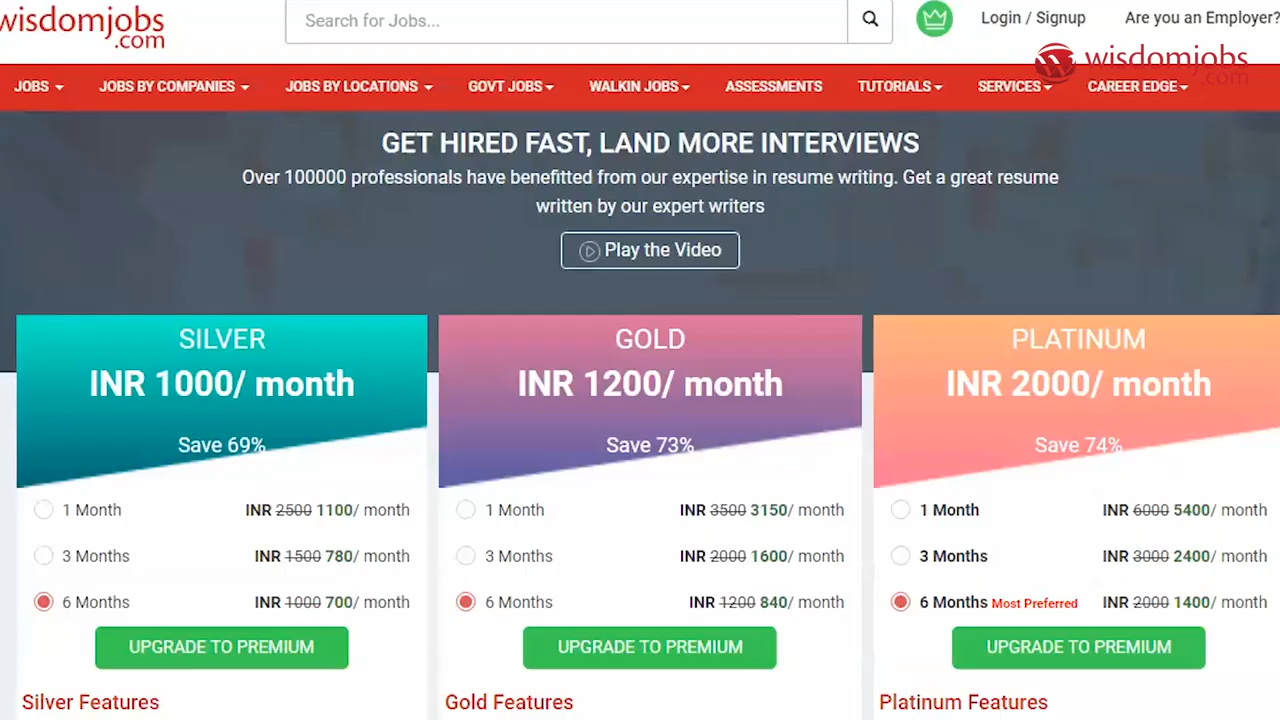 wisdomjobs
.com
Search for Jobs...
Login / Signup
Are you an Employer?
wisdomjobs
.com
JOBS
JOBS BY COMPANIES
JOBS BY LOCATIONS
GOVT JOBS
WALKIN JOBS
ASSESSMENTS
TUTORIALS
SERVICES
CAREER EDGE
GET HIRED FAST, LAND MORE INTERVIEWS
Over 100000 professionals have benefitted from our expertise in resume writing. Get a great resume
written by our expert writers
Play the Video
SILVER
INR 1000/ month
Save 69%
1 Month INR 2500 1100/ month
3 Months INR 1500 780/ month
6 Months INR 1000 700/ month
UPGRADE TO PREMIUM
Silver Features
GOLD
INR 1200/ month
Save 73%
1 Month INR 3500 3150/ month
3 Months INR 2000 1600/ month
6 Months INR 1200 840/ month
UPGRADE TO PREMIUM
Gold Features
PLATINUM
INR 2000/ month
Save 74%
1 Month INR 6000 5400/ month
3 Months INR 3000 2400/ month
6 Months Most Preferred INR 2000 1400/ month
UPGRADE TO PREMIUM
Platinum Features